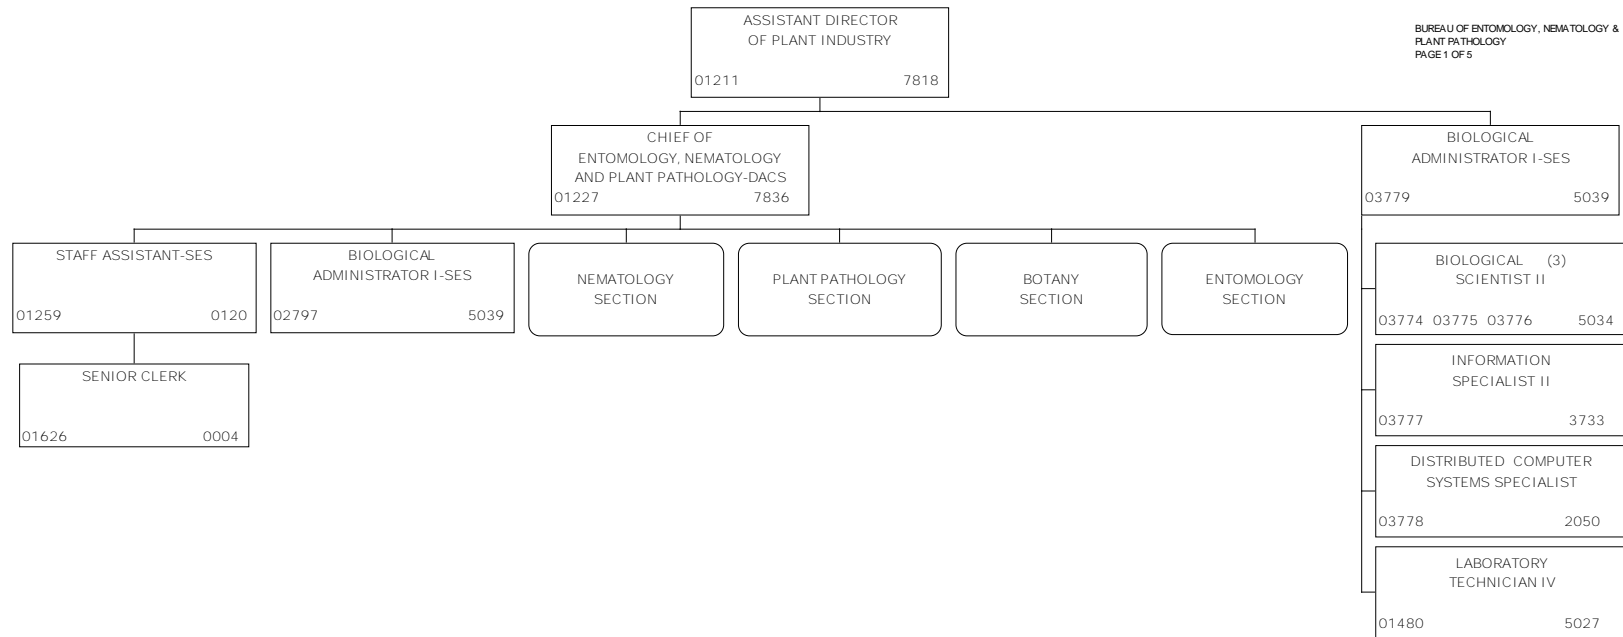 BUREAU OF ENTOMOLOGY, NEMATOLOGY &
PLANT PATHOLOGY
PAGE 1 OF 5
ASSISTANT DIRECTOR
OF PLANT INDUSTRY
01211 7818
CHIEF OF
ENTOMOLOGY, NEMATOLOGY
AND PLANT PATHOLOGY-DACS
01227 7836
BIOLOGICAL
ADMINISTRATOR I-SES
03779 5039
STAFF ASSISTANT-SES
01259 0120
BIOLOGICAL
ADMINISTRATOR I-SES
02797 5039
NEMATOLOGY
SECTION
PLANT PATHOLOGY
SECTION
BOTANY
SECTION
ENTOMOLOGY
SECTION
SENIOR CLERK
01626 0004
BIOLOGICAL (3)
SCIENTIST II
03774 03775 03776 5034
INFORMATION
SPECIALIST II
03777 3733
DISTRIBUTED COMPUTER
SYSTEMS SPECIALIST
03778 2050
LABORATORY
TECHNICIAN IV
01480 5027